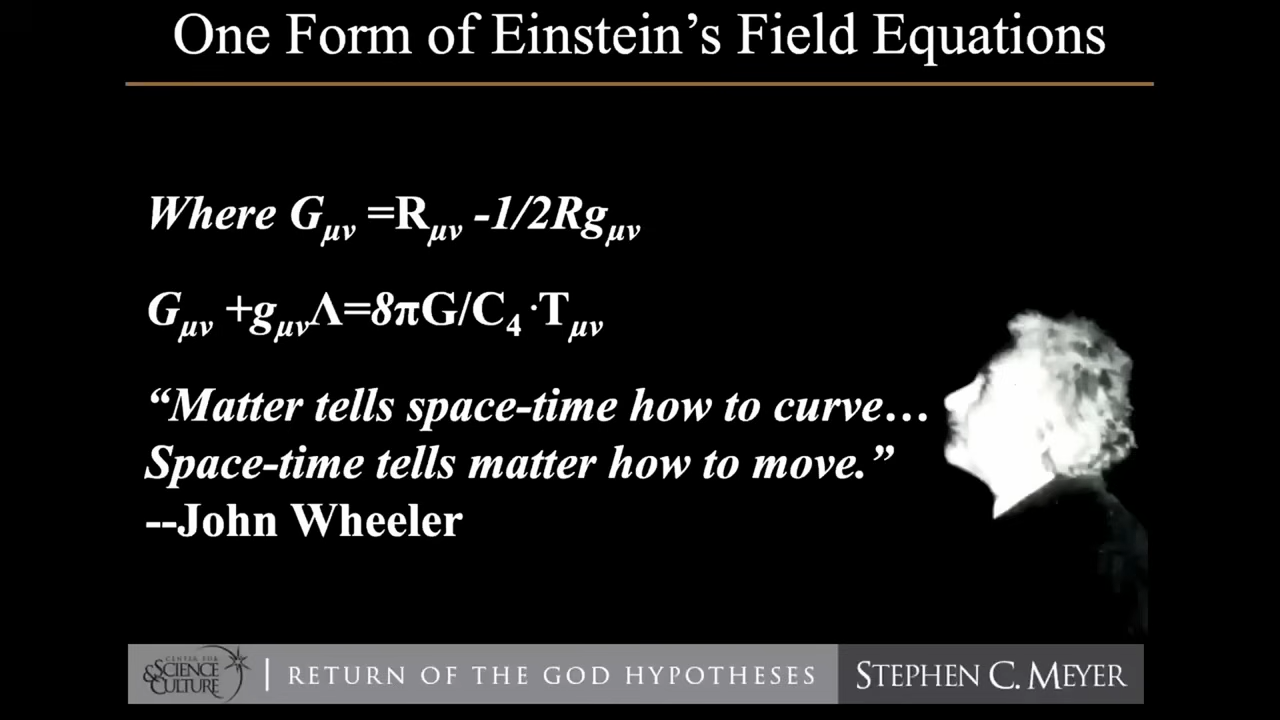 One Form of Einstein’s Field Equations
Where Gμν =Rμν -1/2Rgμν
Gμν +gμνΛ=8πG/C4 ·Tμν
“Matter tells space-time how to curve…
Space-time tells matter how to move.”
--John Wheeler
CENTER FOR
SCIENCE
&CULTURE
RETURN OF THE GOD HYPOTHESES
STEPHEN C. MEYER